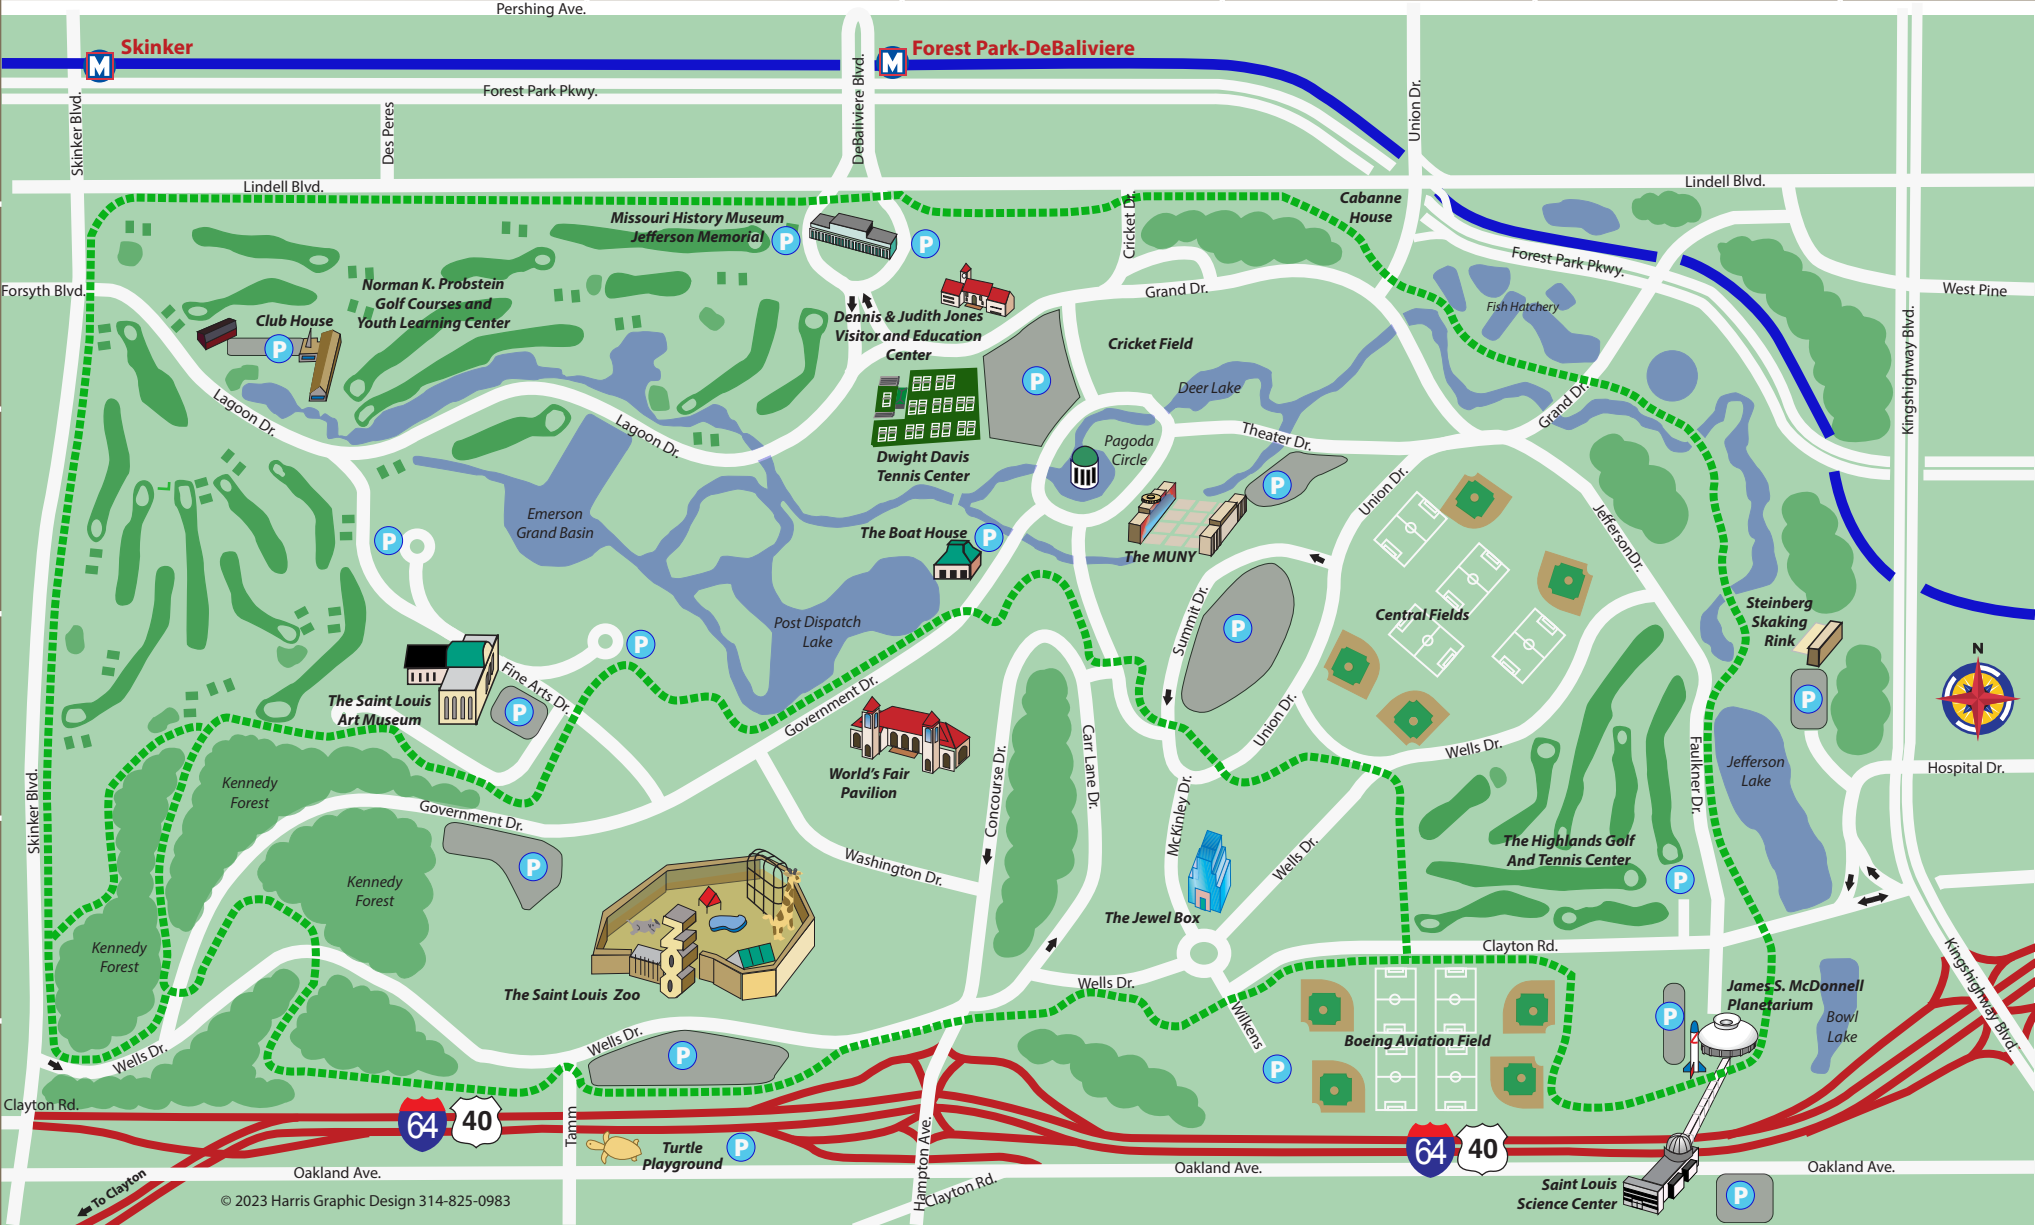 Pershing Ave.
Skinker
M
M
Forest Park-DeBaliviere
Forest Park Pkwy.
Skinker Blvd.
Des Peres
DeBaliviere Blvd.
Union Dr.
Lindell Blvd.
Lindell Blvd.
Missouri History Museum
Jefferson Memorial
P
P
Cricket Dr.
Cabanne
House
Forest Park Pkwy.
Forsyth Blvd.
Norman K. Probstein
Golf Courses and
Youth Learning Center
Club House
P
Grand Dr.
West Pine
Fish Hatchery
Dennis & Judith Jones
Visitor and Education
Center
Cricket Field
Kingshighway Blvd.
P
Deer Lake
Lagoon Dr.
Lagoon Dr.
Grand Dr.
Theater Dr.
Pagoda
Circle
Dwight Davis
Tennis Center
P
Union Dr.
Emerson
Grand Basin
P
The Boat House
P
The MUNY
Jefferson Dr.
Central Fields
Steinberg
Skaking
Rink
Post Dispatch
Lake
P
Summit Dr.
P
N
Fine Arts Dr.
The Saint Louis
Art Museum
P
P
Government Dr.
Union Dr.
Wells Dr.
World's Fair
Pavilion
Concourse Dr.
Carr Lane Dr.
McKinley Dr.
Faulkner Dr.
Jefferson
Lake
Hospital Dr.
Skinker Blvd.
Kennedy
Forest
Government Dr.
P
Washington Dr.
Wells Dr.
The Highlands Golf
And Tennis Center
P
Kennedy
Forest
The Jewel Box
Kennedy
Forest
Clayton Rd.
Kingshighway Blvd.
The Saint Louis Zoo
Wells Dr.
Wilkens
James S. McDonnell
Planetarium
P
Bowl
Lake
Boeing Aviation Field
P
Wells Dr.
Wells Dr.
P
Clayton Rd.
64
40
Tamm
Turtle
Playground
P
Hampton Ave.
64
40
Oakland Ave.
Oakland Ave.
Oakland Ave.
To Clayton
© 2023 Harris Graphic Design 314-825-0983
Clayton Rd.
Saint Louis
Science Center
P